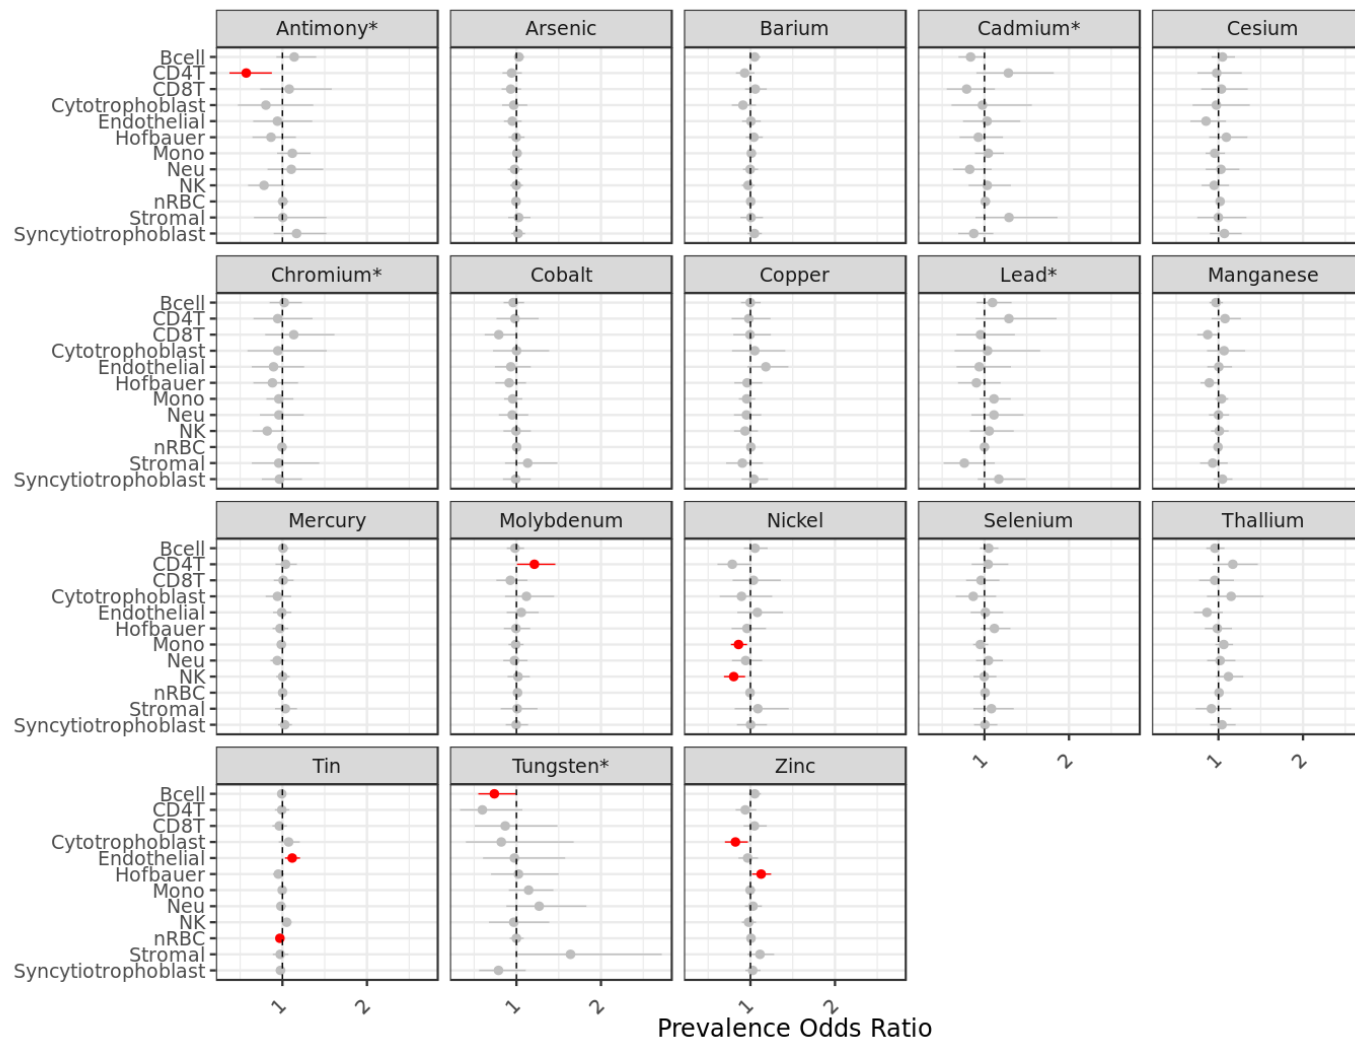 Antimony* Arsenic Barium Cadmium* Cesium
Bcell
CD4T
CD8T
Cytotrophoblast
Endothelial
Hofbauer
Mono
Neu
NK
nRBC
Stromal
Syncytiotrophoblast
Chromium* Cobalt Copper Lead* Manganese
Bcell
CD4T
CD8T
Cytotrophoblast
Endothelial
Hofbauer
Mono
Neu
NK
nRBC
Stromal
Syncytiotrophoblast
Mercury Molybdenum Nickel Selenium Thallium
Bcell
CD4T
CD8T
Cytotrophoblast
Endothelial
Hofbauer
Mono
Neu
NK
nRBC
Stromal
Syncytiotrophoblast
1 2 1 2
Tin Tungsten* Zinc
Bcell
CD4T
CD8T
Cytotrophoblast
Endothelial
Hofbauer
Mono
Neu
NK
nRBC
Stromal
Syncytiotrophoblast
1 2 1 2 1 2
Prevalence Odds Ratio